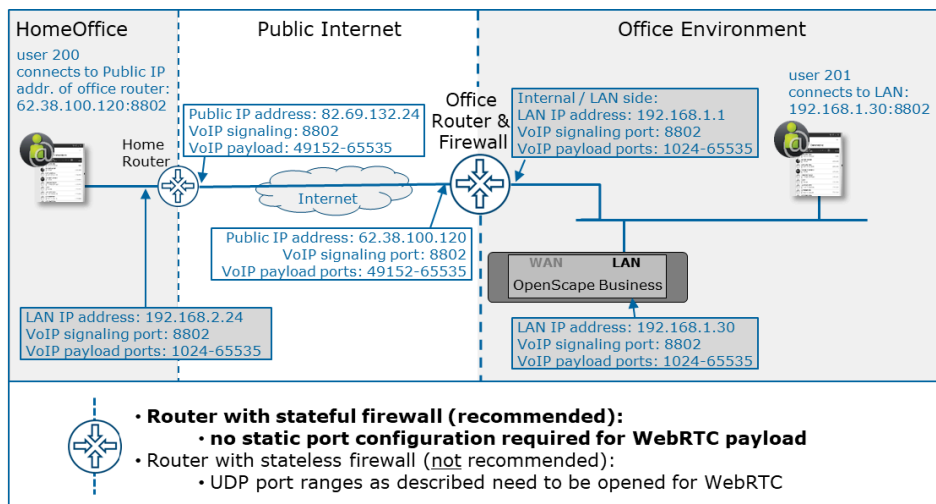 HomeOffice
Public Internet
Office Environment
user 200
connects to Public IP
addr. of office router:
62.38.100.120:8802
Home
Router
Public IP address: 82.69.132.24
VoIP signaling: 8802
VoIP payload: 49152-65535
Office
Router &
Firewall
Internal / LAN side:
LAN IP address: 192.168.1.1
VoIP signaling port: 8802
VoIP payload ports: 1024-65535
user 201
connects to LAN:
192.168.1.30:8802
@
@
Internet
Public IP address: 62.38.100.120
VoIP signaling port: 8802
VoIP payload ports: 49152-65535
WAN LAN
OpenScape Business
LAN IP address: 192.168.2.24
VoIP signaling port: 8802
VoIP payload ports: 1024-65535
LAN IP address: 192.168.1.30
VoIP signaling port: 8802
VoIP payload ports: 1024-65535
• Router with stateful firewall (recommended):
• no static port configuration required for WebRTC payload
• Router with stateless firewall (not recommended):
• UDP port ranges as described need to be opened for WebRTC